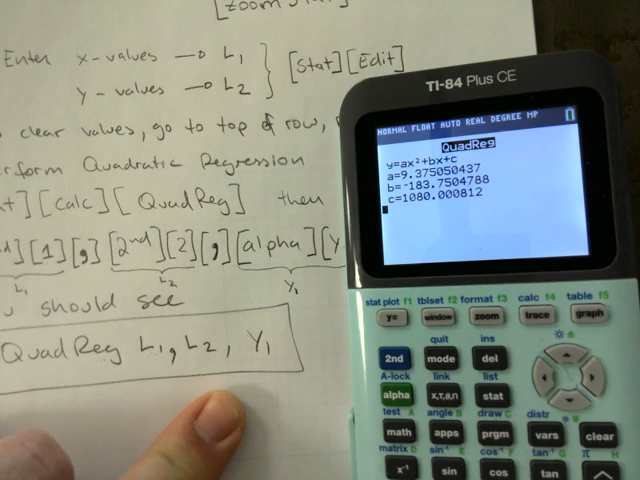 [Zoom Stat]
Enter x-values → L1
y-values → L2 } [Stat][Edit]
clear values, go to top of row,
Quadratic Regression
][calc][QuadReg] then
][1][,][2nd][2][,][alpha][Y
L1 L2 Y1
should see
QuadReg L1, L2, Y1
TI-84 Plus CE
NORMAL FLOAT AUTO REAL DEGREE MP
QuadReg
y=ax²+bx+c
a=9.375050437
b=-183.7504788
c=1080.000812
stat plot f1 tblset f2 format f3 calc f4 table f5
y= window zoom trace graph
quit ins
2nd mode del
A-lock link list
alpha X,T,θ,n stat
test A angle B draw C distr
math apps prgm vars clear
matrix D sin⁻¹ E cos⁻¹ F tan⁻¹ G π H
x⁻¹ sin cos tan ^